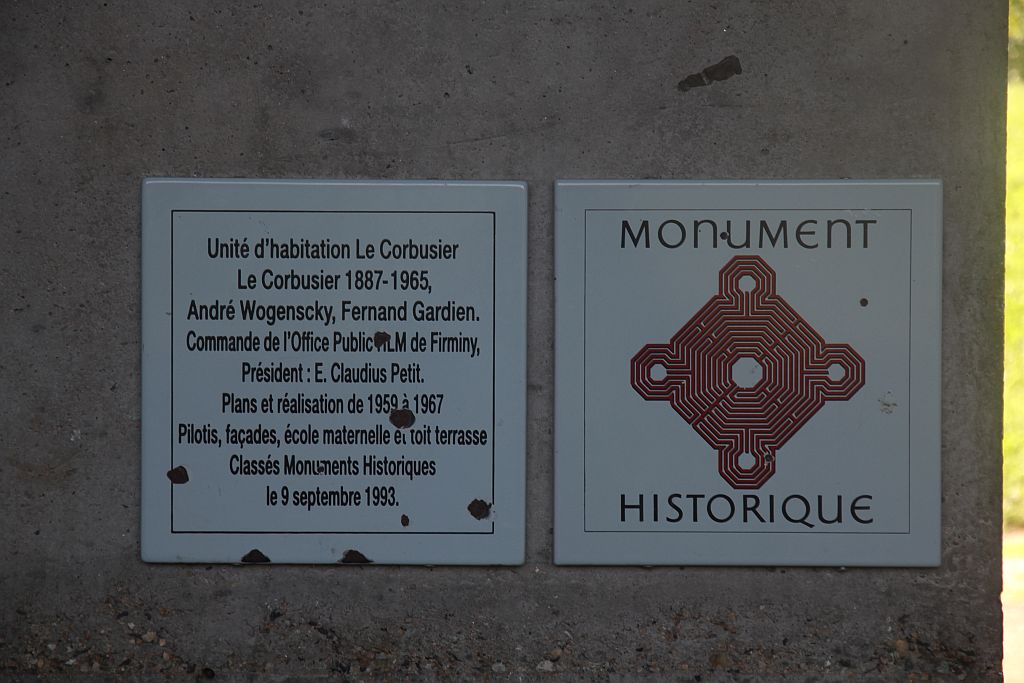 Unité d'habitation Le Corbusier
Le Corbusier 1887-1965,
André Wogenscky, Fernand Gardien.
Commande de l'Office Public HLM de Firminy,
Président : E. Claudius Petit.
Plans et réalisation de 1959 à 1967
Pilotis, façades, école maternelle et toit terrasse
Classés Monuments Historiques
le 9 septembre 1993.
MONUMENT
HISTORIQUE